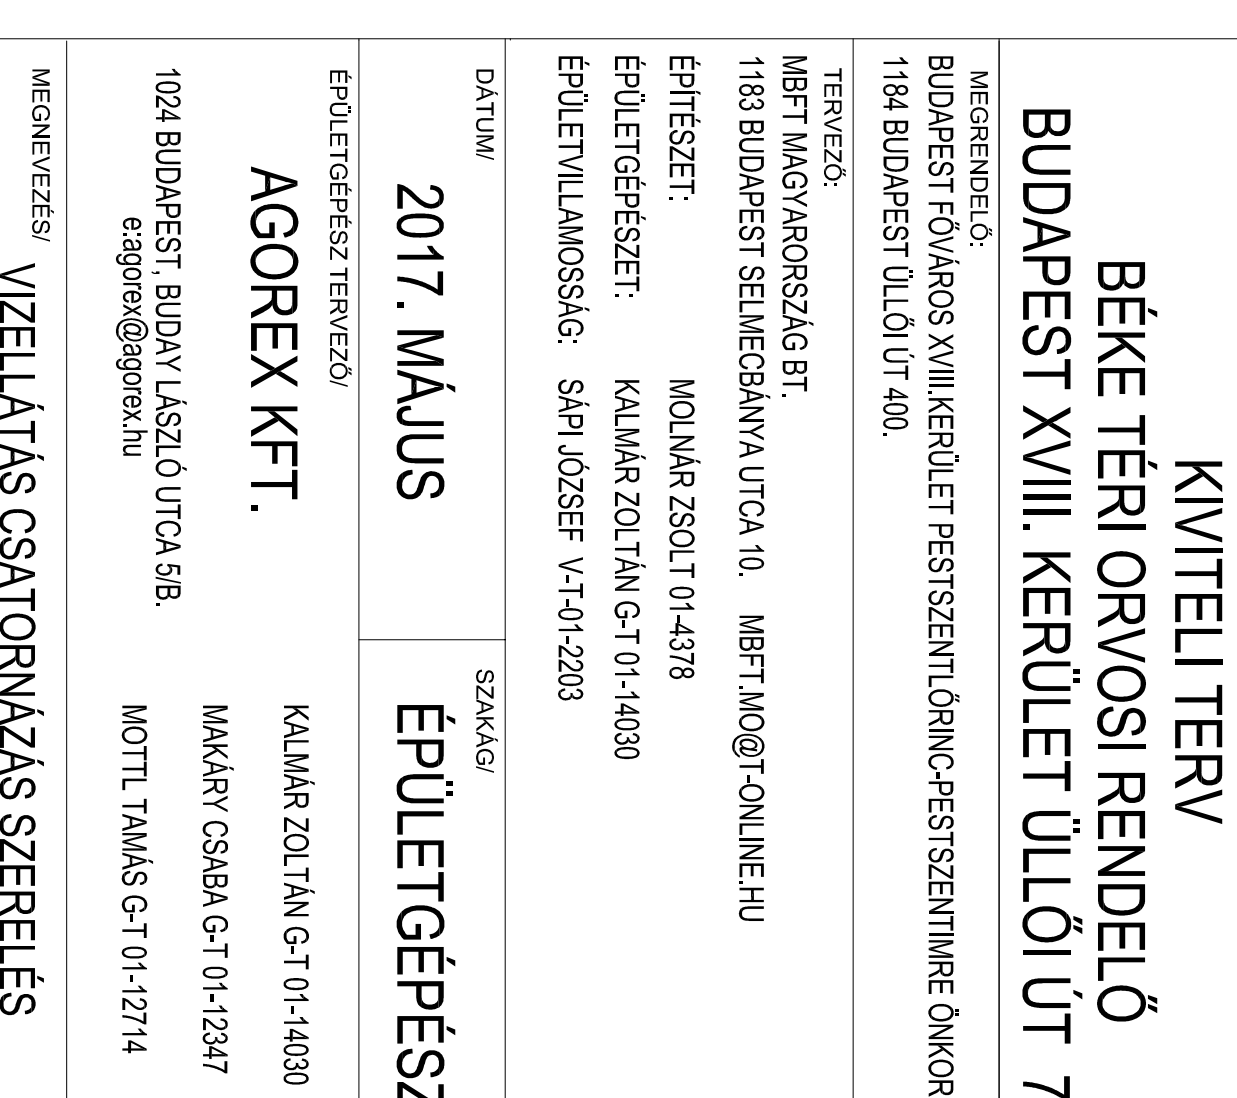 KIVITELI TERV
BÉKE TÉRI ORVOSI RENDELŐ
BUDAPEST XVIII. KERÜLET ÜLLŐI ÚT 7
MEGRENDELŐ:
BUDAPEST FŐVÁROS XVIII.KERÜLET PESTSZENTLŐRINC-PESTSZENTIMRE ÖNKOR
1184 BUDAPEST ÜLLŐI ÚT 400.
TERVEZŐ:
MBFT MAGYARORSZÁG BT.
1183 BUDAPEST SELMECBÁNYA UTCA 10. MBFT.MO@T-ONLINE.HU
ÉPÍTÉSZET: MOLNÁR ZSOLT 01-4378
ÉPÜLETGÉPÉSZET: KALMÁR ZOLTÁN G-T 01-14030
ÉPÜLETVILLAMOSSÁG: SÁPI JÓZSEF V-T-01-2203
DÁTUM/ SZAKÁG/
2017. MÁJUS ÉPÜLETGÉPÉSZ
ÉPÜLETGÉPÉSZ TERVEZŐ/
KALMÁR ZOLTÁN G-T 01-14030
AGOREX KFT.
MAKÁRY CSABA G-T 01-12347
1024 BUDAPEST, BUDAY LÁSZLÓ UTCA 5/B.
e:agorex@agorex.hu MOTTL TAMÁS G-T 01-12714
MEGNEVEZÉS/
VIZELLÁTÁS CSATORNÁZÁS SZERELÉS